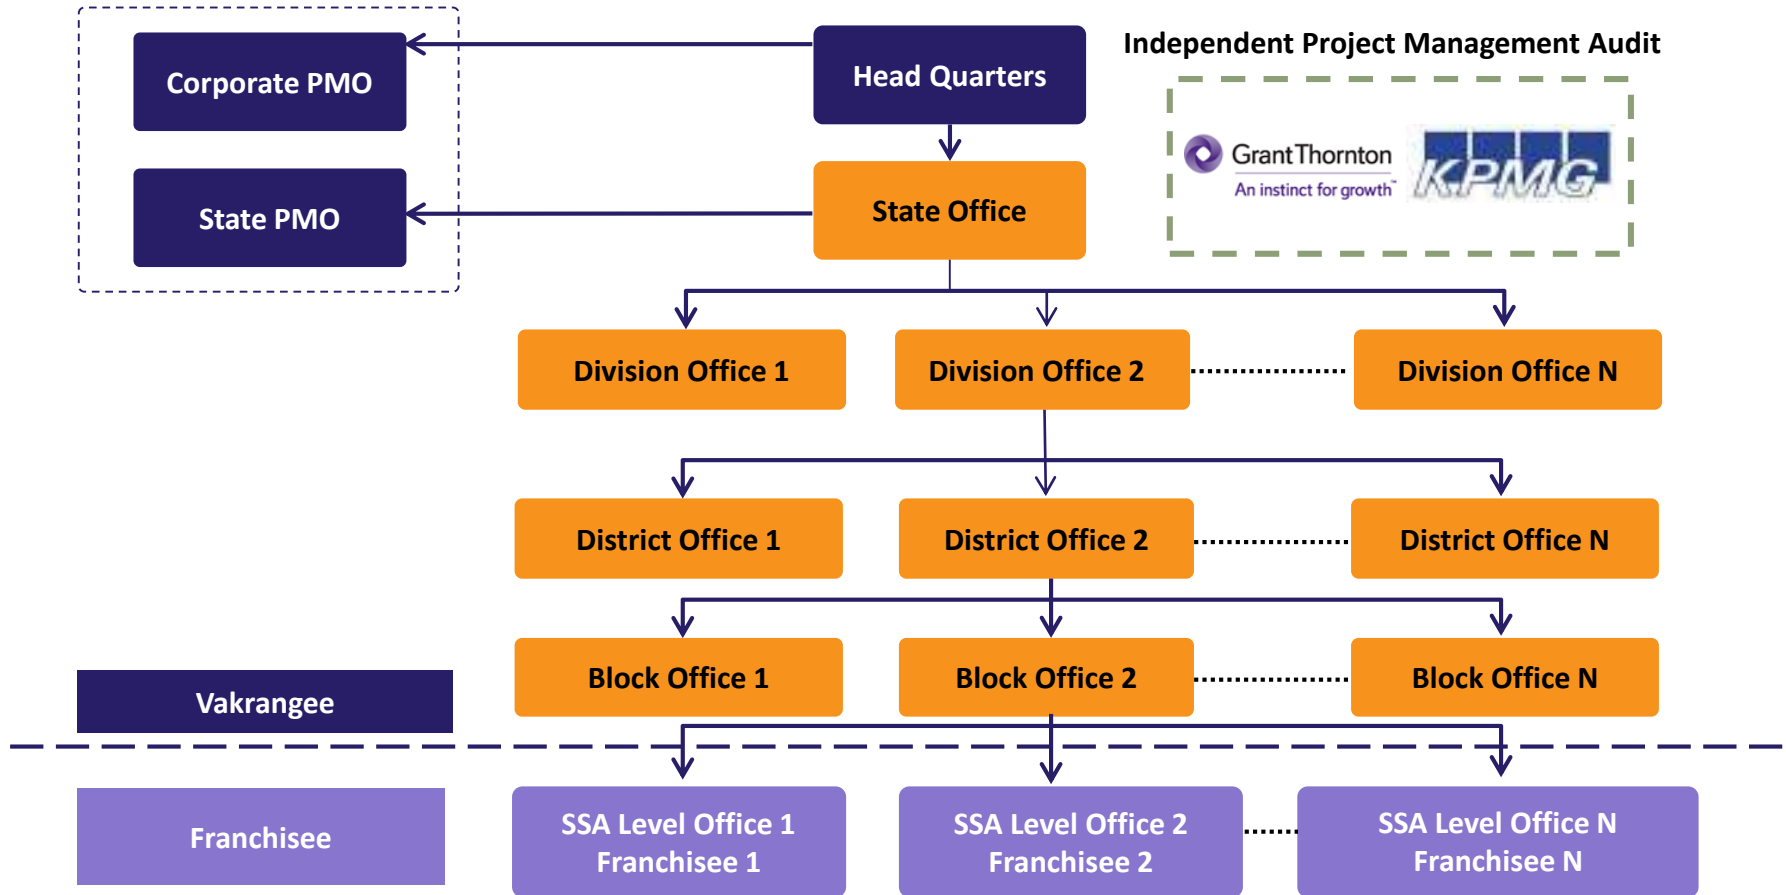 Corporate PMO
Head Quarters
Independent Project Management Audit
Grant Thornton
An instinct for growth™
KPMG
State PMO
State Office
Division Office 1
Division Office 2
Division Office N
District Office 1
District Office 2
District Office N
Block Office 1
Block Office 2
Block Office N
Vakrangee
Franchisee
SSA Level Office 1
Franchisee 1
SSA Level Office 2
Franchisee 2
SSA Level Office N
Franchisee N